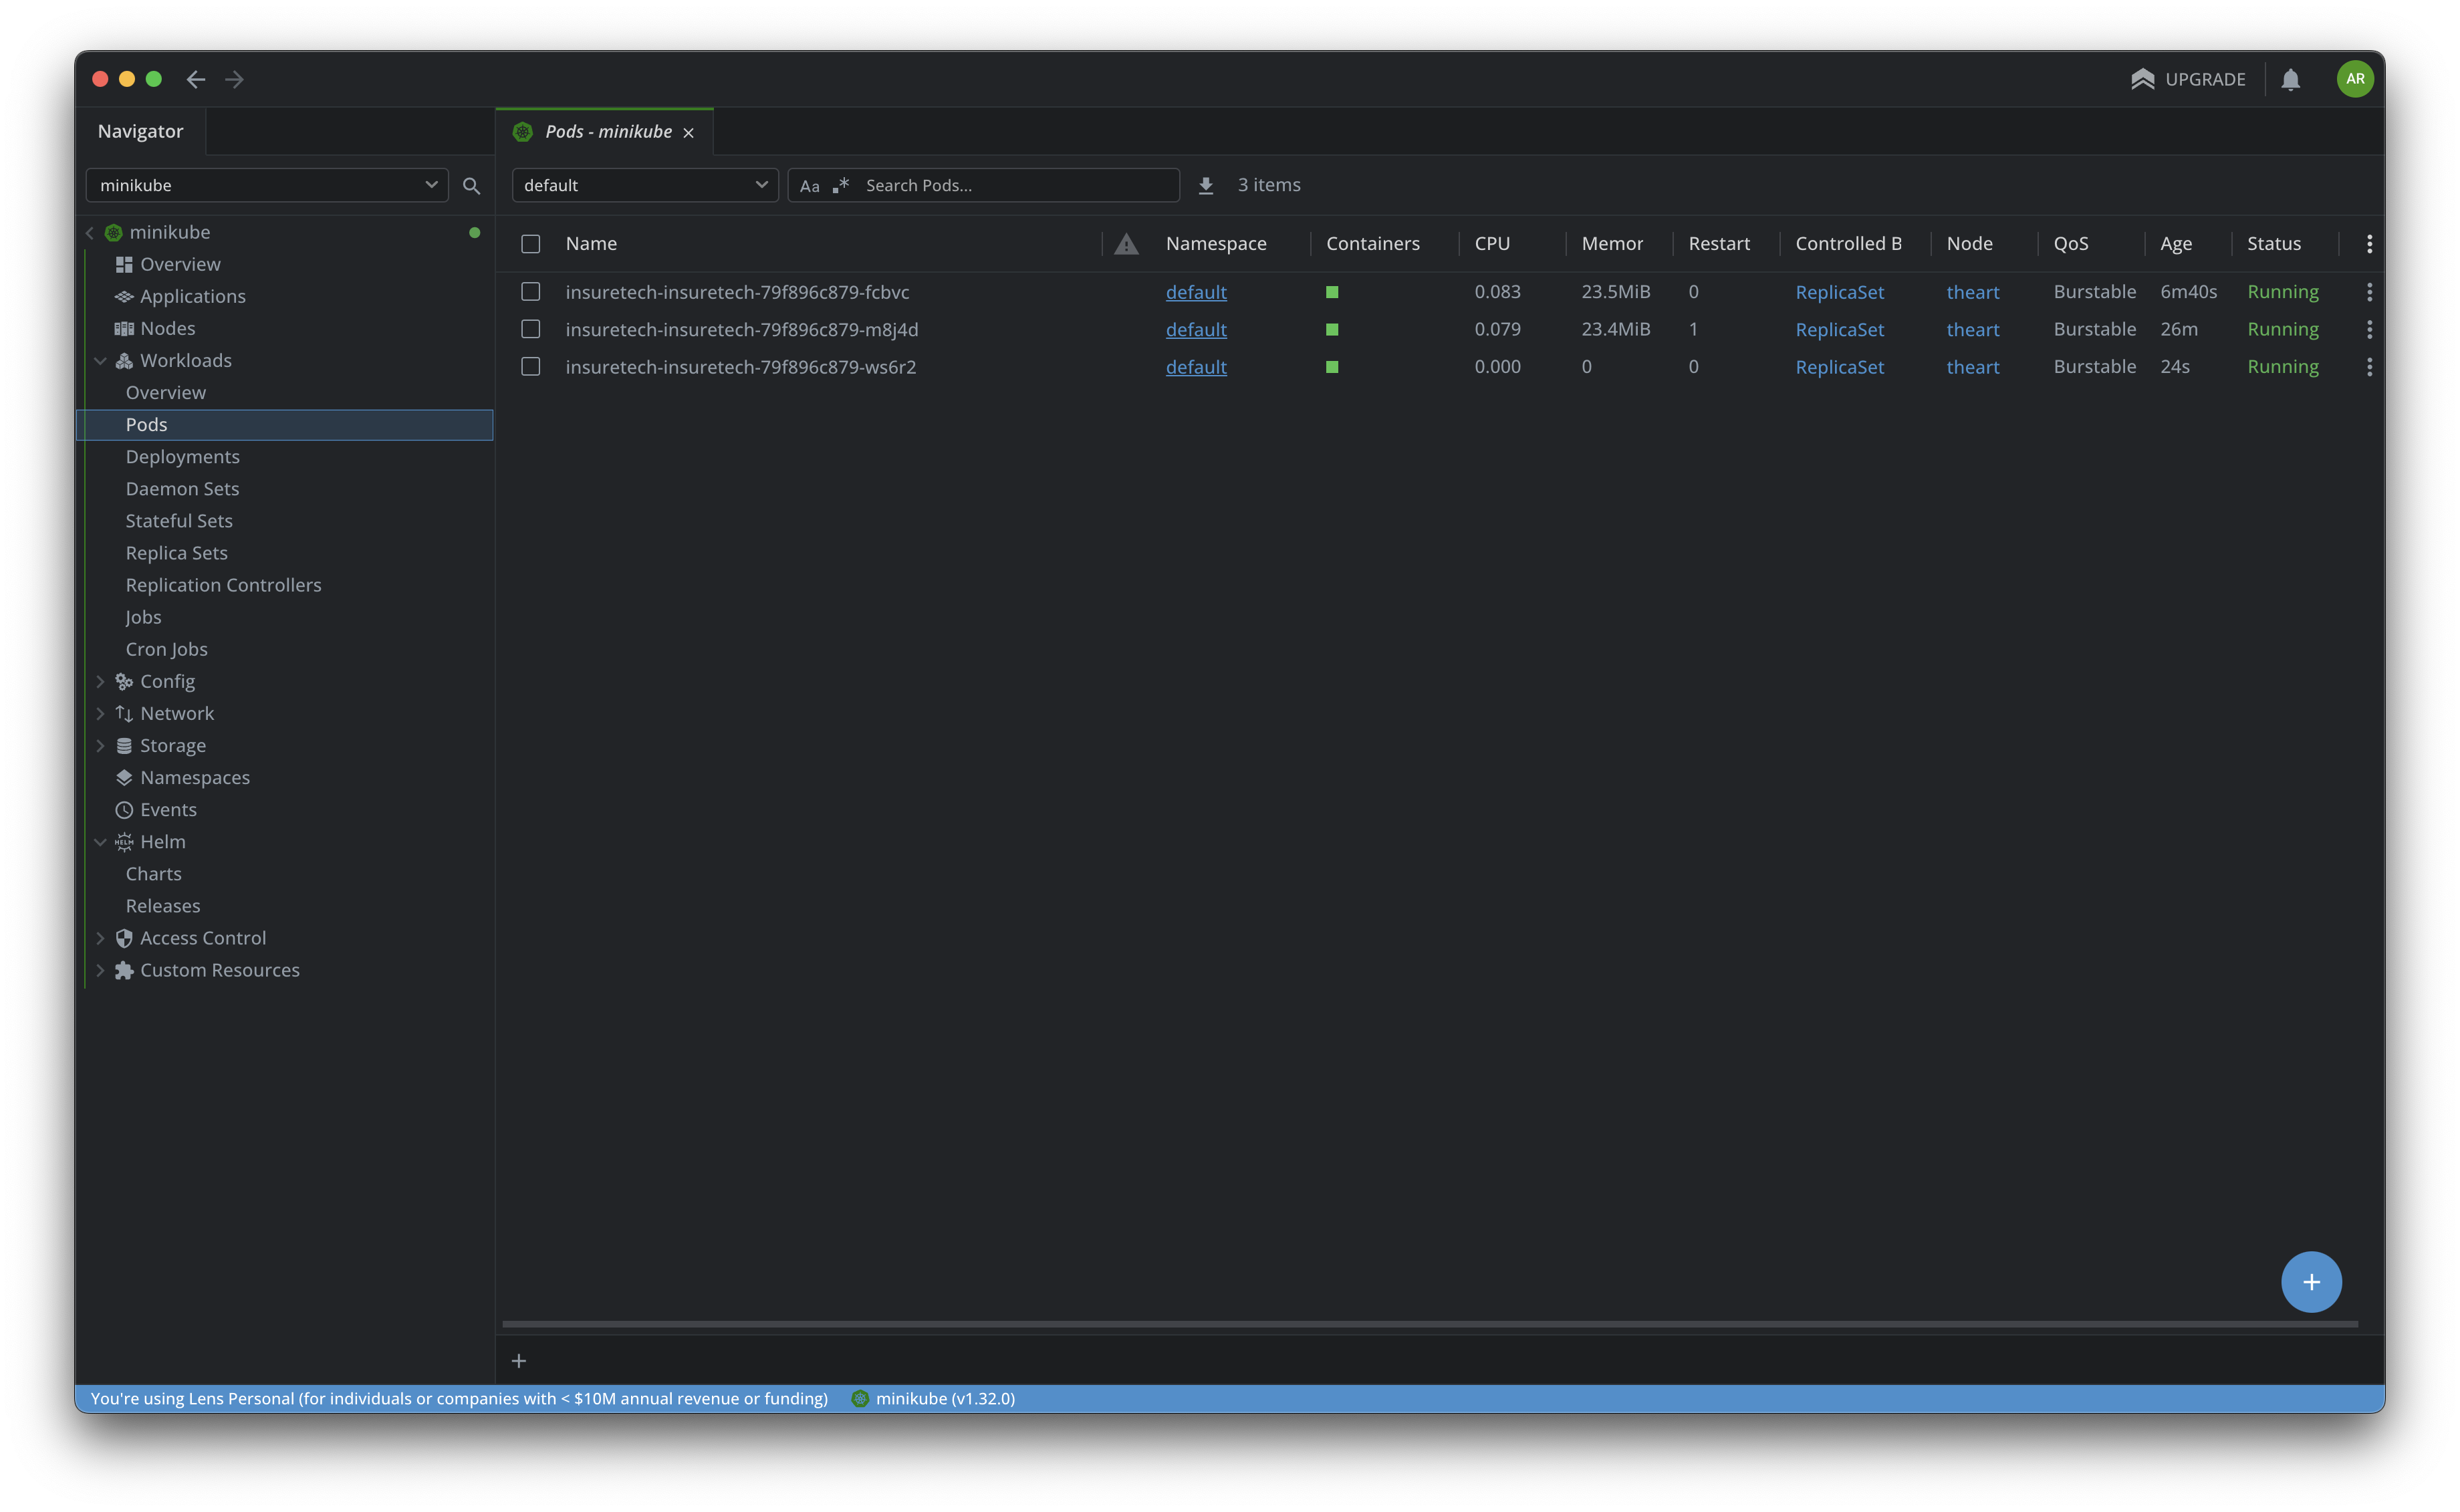 UPGRADE
AR
Navigator
Pods - minikube
minikube
default
Aa .* Search Pods...
3 items
minikube
Overview
Applications
Nodes
Workloads
Overview
Pods
Deployments
Daemon Sets
Stateful Sets
Replica Sets
Replication Controllers
Jobs
Cron Jobs
Config
Network
Storage
Namespaces
Events
HELM Helm
Charts
Releases
Access Control
Custom Resources
Name Namespace Containers CPU Memor Restart Controlled B Node QoS Age Status
insuretech-insuretech-79f896c879-fcbvc default 0.083 23.5MiB 0 ReplicaSet theart Burstable 6m40s Running
insuretech-insuretech-79f896c879-m8j4d default 0.079 23.4MiB 1 ReplicaSet theart Burstable 26m Running
insuretech-insuretech-79f896c879-ws6r2 default 0.000 0 0 ReplicaSet theart Burstable 24s Running
You're using Lens Personal (for individuals or companies with < $10M annual revenue or funding) minikube (v1.32.0)